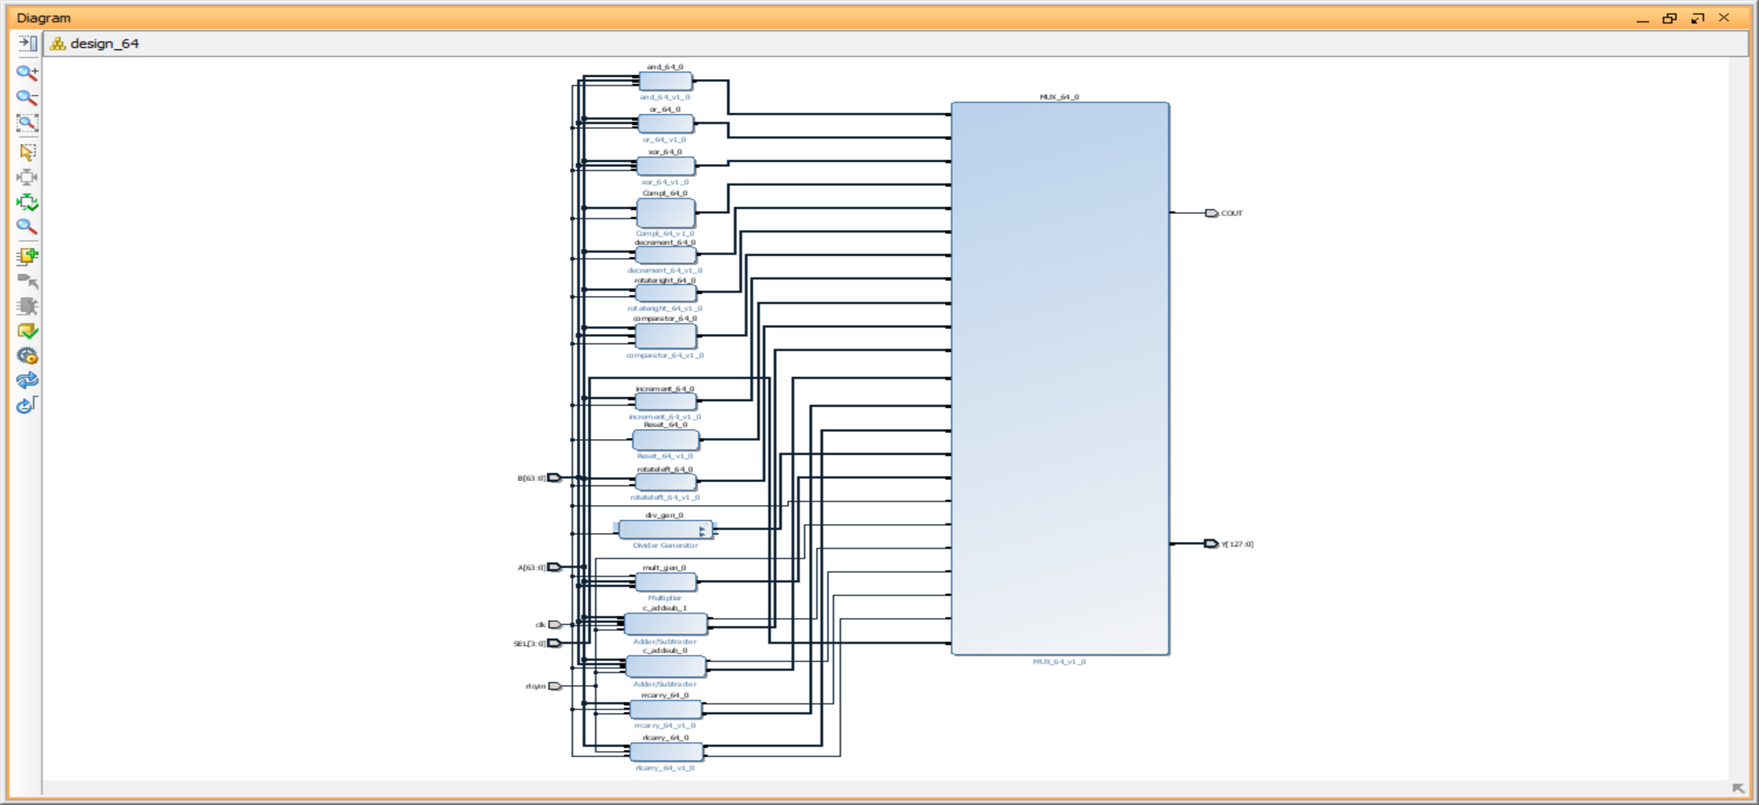 Diagram
design_64
and_64_0
and_64_v1_0
or_64_0
or_64_v1_0
xor_64_0
xor_64_v1_0
Compl_64_0
Compl_64_v1_0
decrement_64_0
decrement_64_v1_0
rotateright_64_0
rotateright_64_v1_0
comparator_64_0
comparator_64_v1_0
increment_64_0
increment_64_v1_0
Reset_64_0
Reset_64_v1_0
rotateleft_64_0
rotateleft_64_v1_0
div_gen_0
Divider Generator
mult_gen_0
Multiplier
c_addsub_1
Adder/Subtracter
c_addsub_0
Adder/Subtracter
rrcarry_64_0
rrcarry_64_v1_0
rlcarry_64_0
rlcarry_64_v1_0
B[63:0]
A[63:0]
clk
SEL[3:0]
MUX_64_0
MUX_64_v1_0
COUT
Y[127:0]